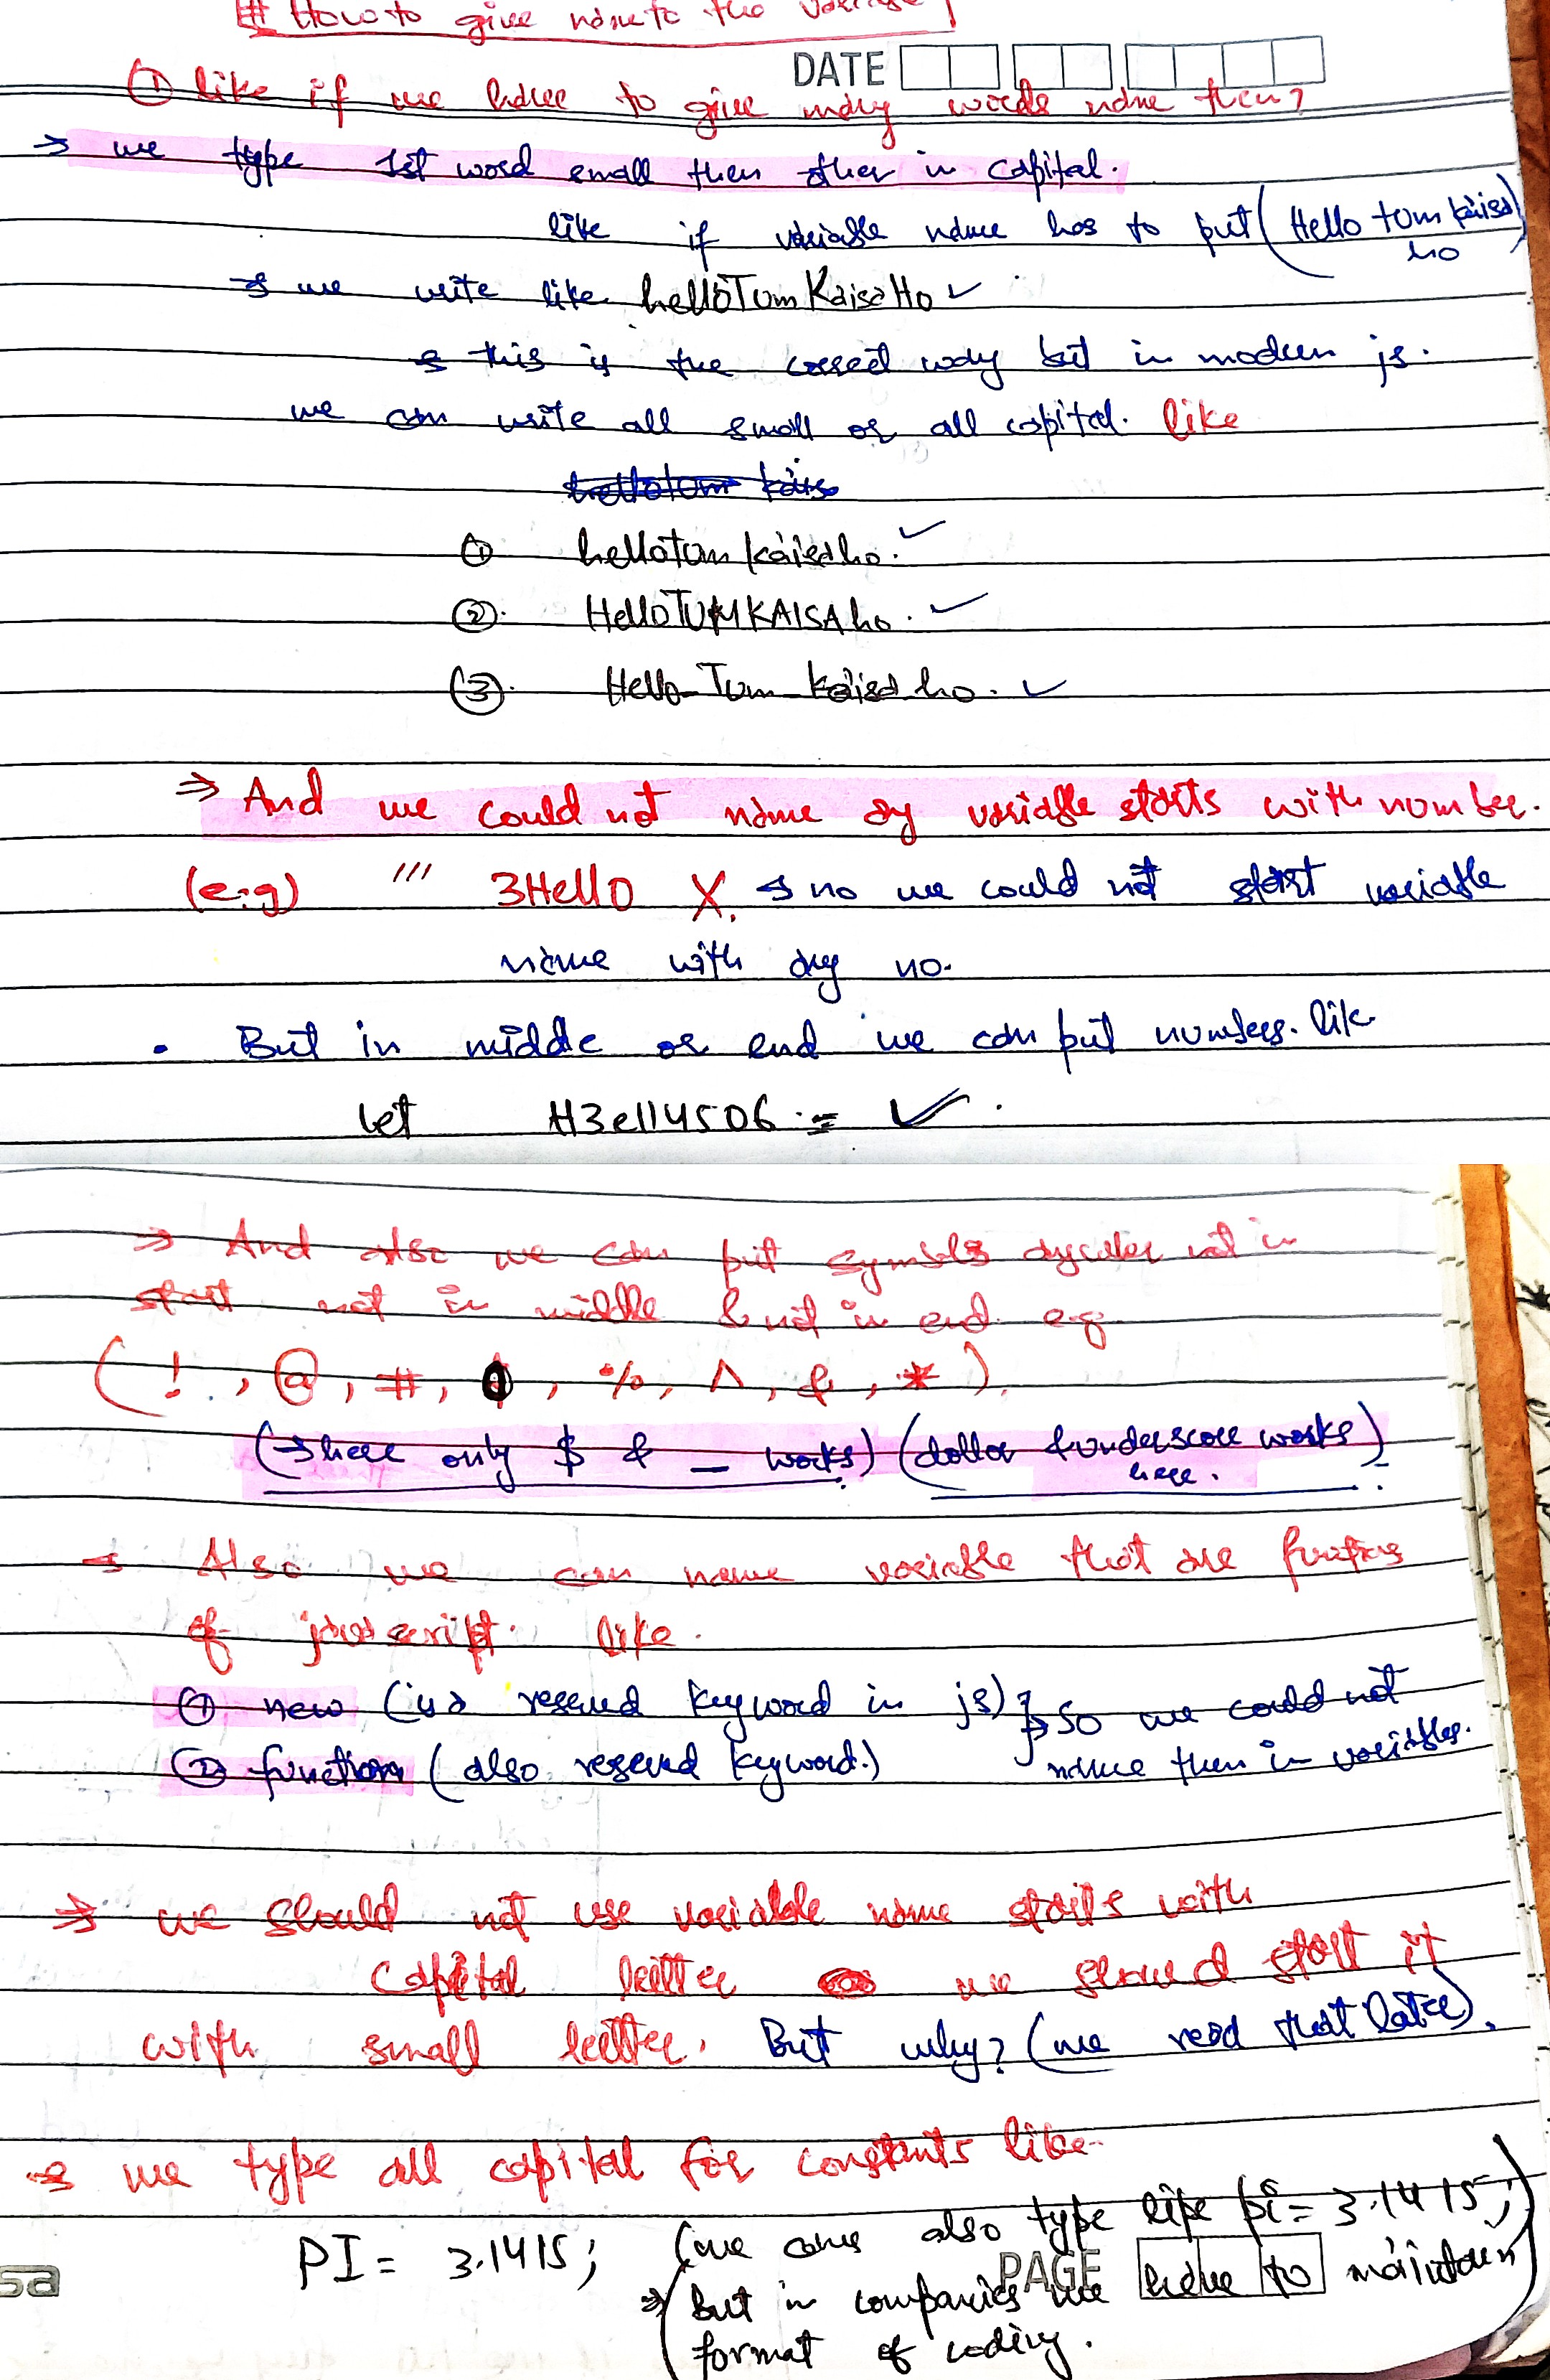 # How to give name to the variable
DATE
① like if we have to give many words name then?
→ we type 1st word small then other in capital.
like if variable name has to put (Hello tum kaisa ho)
→ we write like helloTumKaisaHo ✓
→ this is the correct way but in modern js.
we can write all small or all capital. like
① hellotumkaisaho. ✓
②. HelloTUMKAISAho. ✓
③. Hello_Tum_kaisa ho. ✓
⇒ And we could not name any variable starts with number.
(e.g) 3Hello X. → no we could not start variable
name with any no.
• But in middle or end we can put numbers. like
let H3ell4506 = ✓.
→ And also we can put symbols not in
start not in middle & not in end e.g
( !, @, #, , %, ^, &, * ).
(→ here only $ & _ works) (dollar & underscore works here.)
→ Also we can name variable that are
of javascript. like.
① new (is a reserved keyword in js) } → so we could not
② function (also reserved keyword.) name them in variables.
⇒ we should not use variable name starts with
capital letter we should start it
with small letter. But why? (we read that later).
→ we type all capital for constants like
PI = 3.1415; (we can also type like pi = 3.1415;
→ but in companies we have to maintain
format of coding.)
PAGE
sa